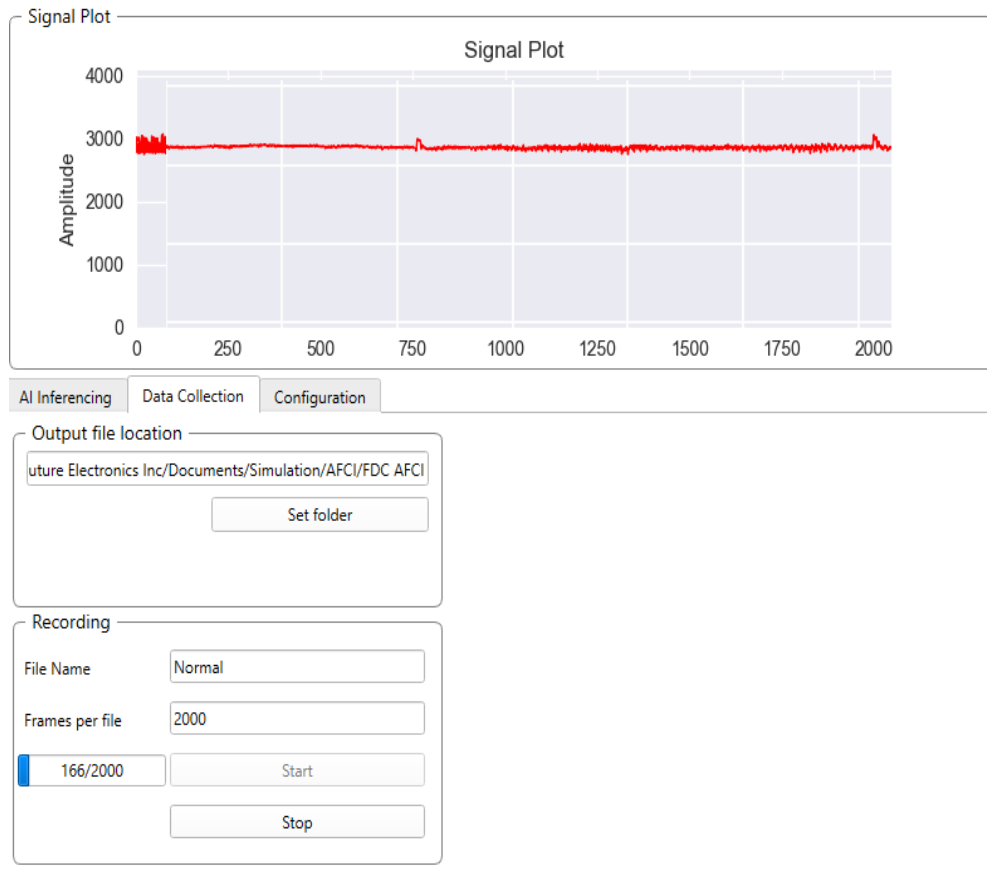 Signal Plot
Signal Plot
4000
3000
2000
1000
0
Amplitude
0 250 500 750 1000 1250 1500 1750 2000
AI Inferencing Data Collection Configuration
Output file location
uture Electronics Inc/Documents/Simulation/AFCI/FDC AFCI
Set folder
Recording
File Name Normal
Frames per file 2000
166/2000 Start
Stop